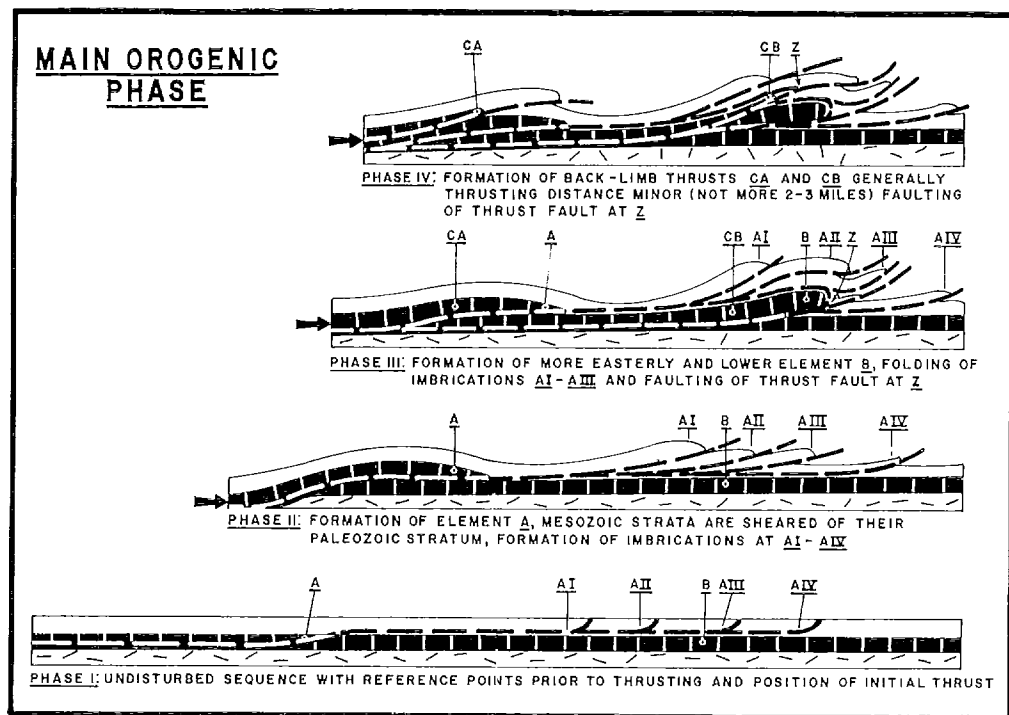 MAIN OROGENIC
PHASE
CA
CB
Z
PHASE IV: FORMATION OF BACK-LIMB THRUSTS CA AND CB GENERALLY
THRUSTING DISTANCE MINOR (NOT MORE 2-3 MILES) FAULTING
OF THRUST FAULT AT Z
CA
A
CB
AI
B
AII
Z
AIII
AIV
PHASE III: FORMATION OF MORE EASTERLY AND LOWER ELEMENT B, FOLDING OF
IMBRICATIONS AI-AIII AND FAULTING OF THRUST FAULT AT Z
A
AI
B
AII
AIII
AIV
PHASE II: FORMATION OF ELEMENT A, MESOZOIC STRATA ARE SHEARED OF THEIR
PALEOZOIC STRATUM, FORMATION OF IMBRICATIONS AT AI-AIV
A
AI
AII
B
AIII
AIV
PHASE I: UNDISTURBED SEQUENCE WITH REFERENCE POINTS PRIOR TO THRUSTING AND POSITION OF INITIAL THRUST